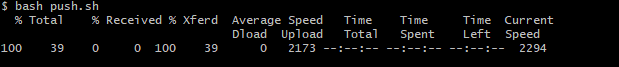 $ bash push.sh
% Total % Received % Xferd Average Speed Time Time Time Current
Dload Upload Total Spent Left Speed
100 39 0 0 100 39 0 2173 --:--:-- --:--:-- --:--:-- 2294